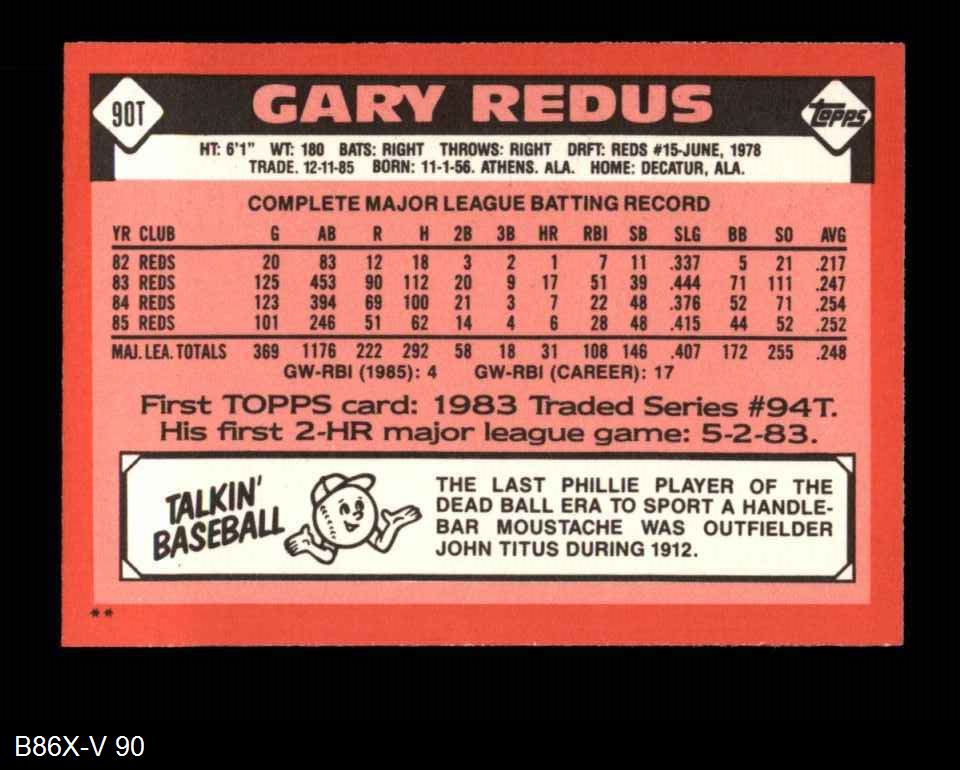 90T
GARY REDUS
Topps
HT: 6'1" WT: 180 BATS: RIGHT THROWS: RIGHT DRFT: REDS #15-JUNE, 1978
TRADE. 12-11-85 BORN: 11-1-56. ATHENS. ALA. HOME: DECATUR, ALA.
COMPLETE MAJOR LEAGUE BATTING RECORD
YR CLUB G AB R H 2B 3B HR RBI SB SLG BB SO AVG
82 REDS 20 83 12 18 3 2 1 7 11 .337 5 21 .217
83 REDS 125 453 90 112 20 9 17 51 39 .444 71 111 .247
84 REDS 123 394 69 100 21 3 7 22 48 .376 52 71 .254
85 REDS 101 246 51 62 14 4 6 28 48 .415 44 52 .252
MAJ. LEA. TOTALS 369 1176 222 292 58 18 31 108 146 .407 172 255 .248
GW-RBI (1985): 4 GW-RBI (CAREER): 17
First TOPPS card: 1983 Traded Series #94T.
His first 2-HR major league game: 5-2-83.
TALKIN'
BASEBALL
THE LAST PHILLIE PLAYER OF THE
DEAD BALL ERA TO SPORT A HANDLE-
BAR MOUSTACHE WAS OUTFIELDER
JOHN TITUS DURING 1912.
**
B86X-V 90